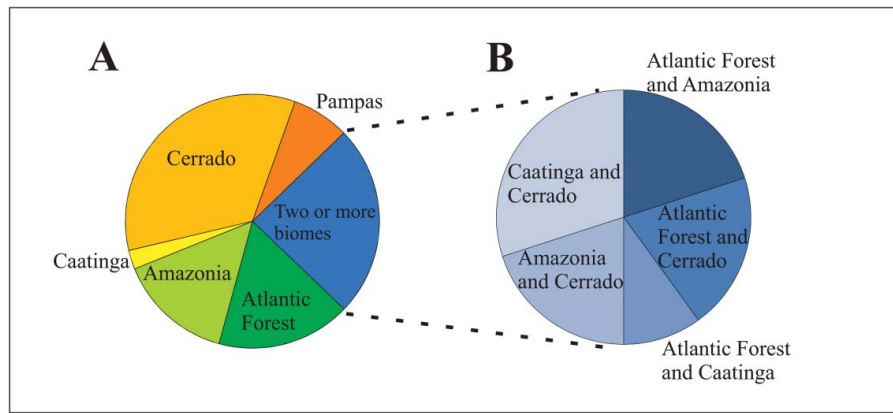 A
Pampas
Cerrado
Two or more
biomes
Caatinga
Amazonia
Atlantic
Forest
B
Atlantic Forest
and Amazonia
Caatinga and
Cerrado
Atlantic
Forest and
Cerrado
Amazonia
and Cerrado
Atlantic Forest
and Caatinga